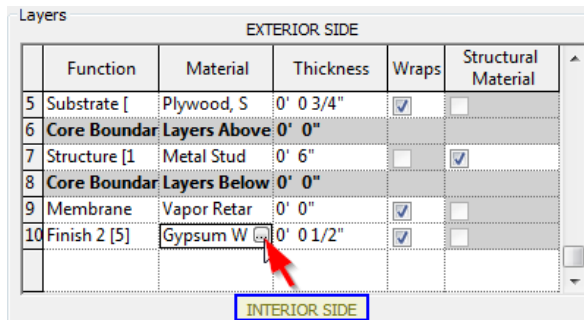 Layers
EXTERIOR SIDE
Function Material Thickness Wraps Structural Material
5 Substrate [ Plywood, S 0' 0 3/4"
6 Core Boundar Layers Above 0' 0"
7 Structure [1 Metal Stud 0' 6"
8 Core Boundar Layers Below 0' 0"
9 Membrane Vapor Retar 0' 0"
10 Finish 2 [5] Gypsum W ... 0' 0 1/2"
INTERIOR SIDE